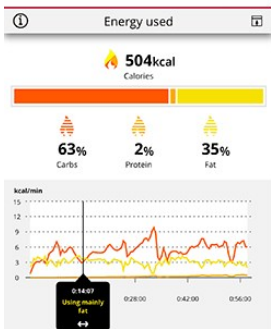 Energy used
504kcal
Calories
63% 2% 35%
Carbs Protein Fat
kcal/min
15
12
9
6
3
0
0:14:07 0:28:00 0:42:00 0:56:00
Using mainly
fat